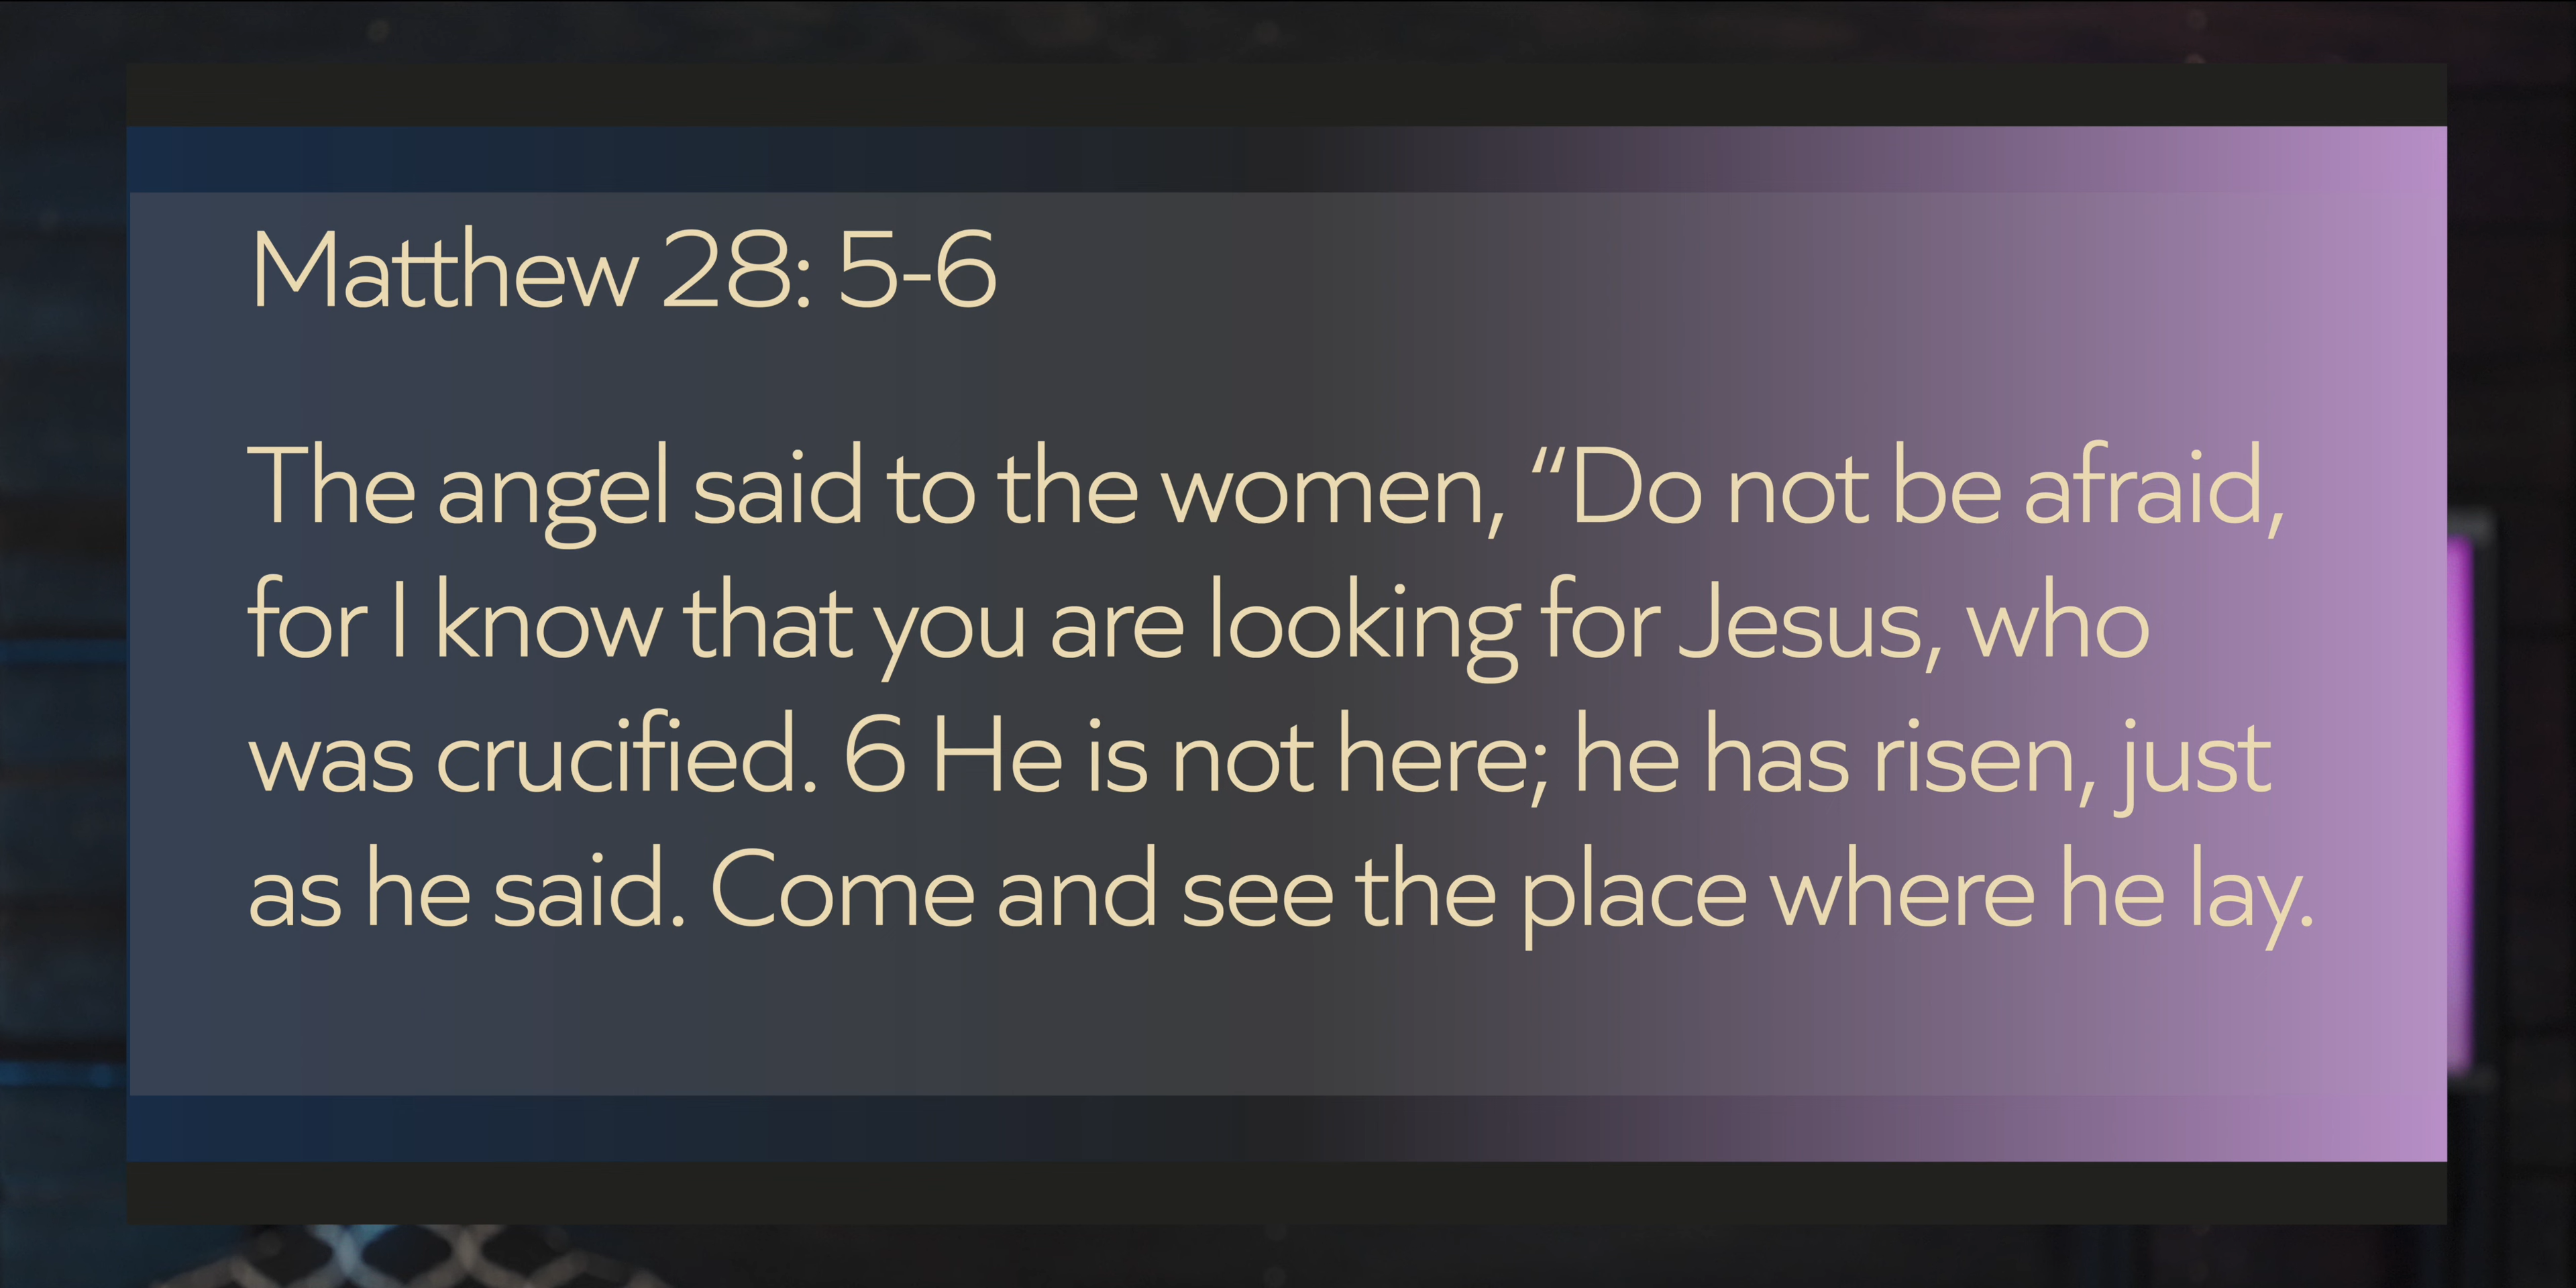 Matthew 28: 5-6
The angel said to the women, “Do not be afraid,
for I know that you are looking for Jesus, who
was crucified. 6 He is not here; he has risen, just
as he said. Come and see the place where he lay.